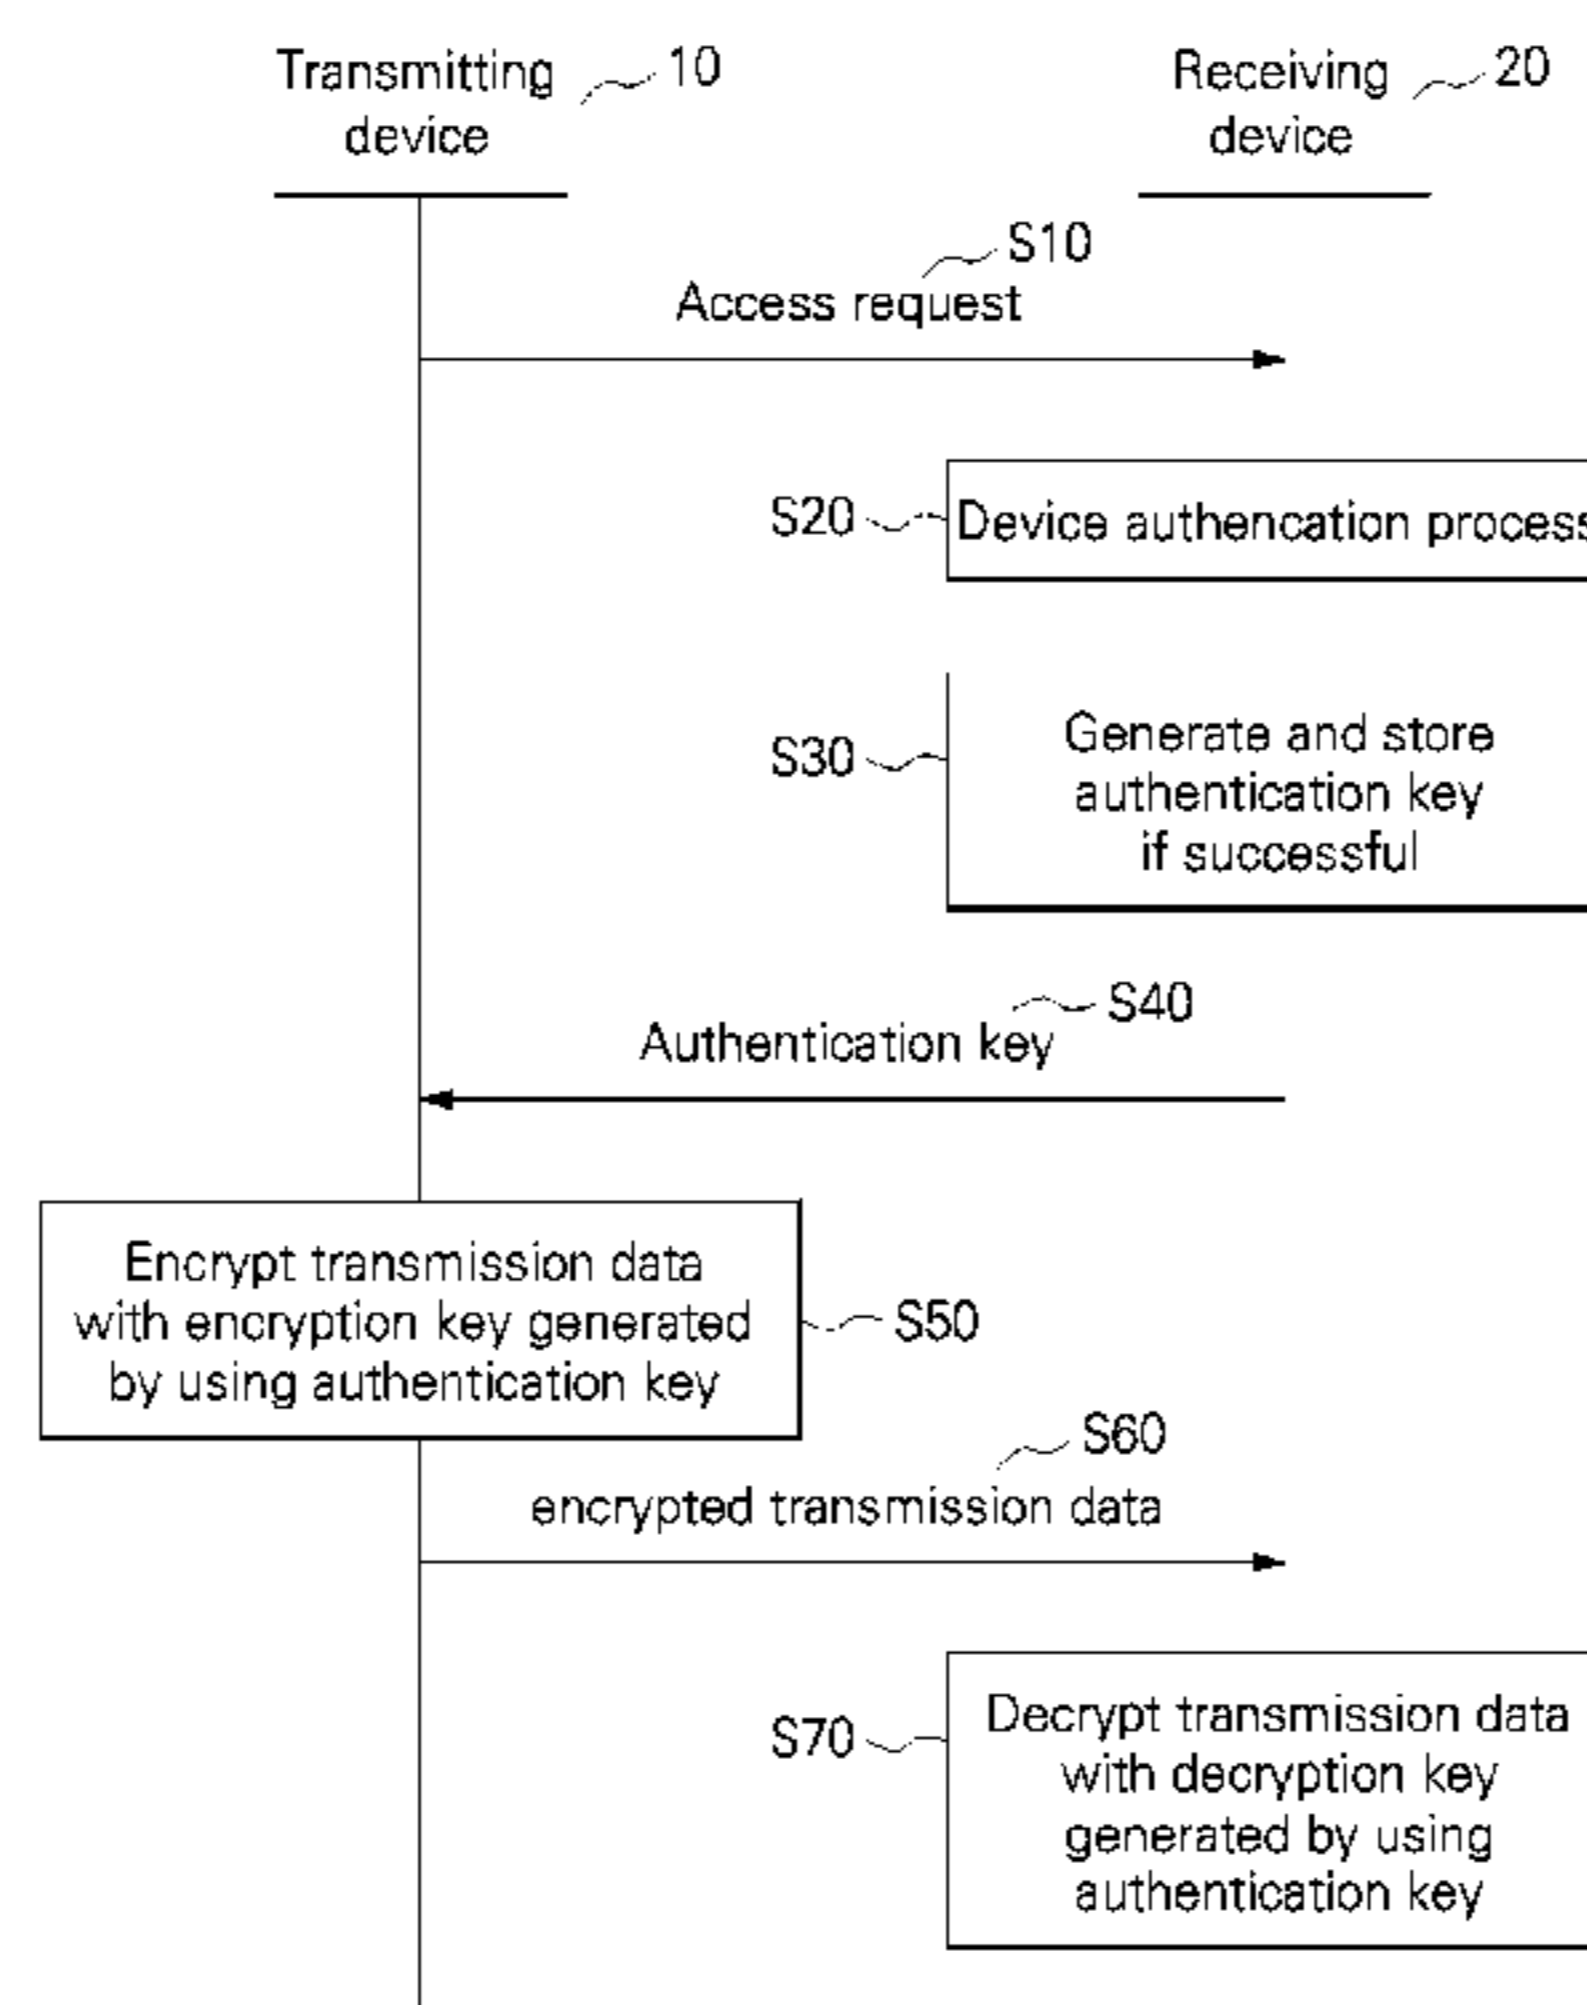 Transmitting
device
10
Receiving
device
20
S10
Access request
S20
Device authencation process
S30
Generate and store
authentication key
if successful
S40
Authentication key
Encrypt transmission data
with encryption key generated
by using authentication key
S50
S60
encrypted transmission data
S70
Decrypt transmission data
with decryption key
generated by using
authentication key